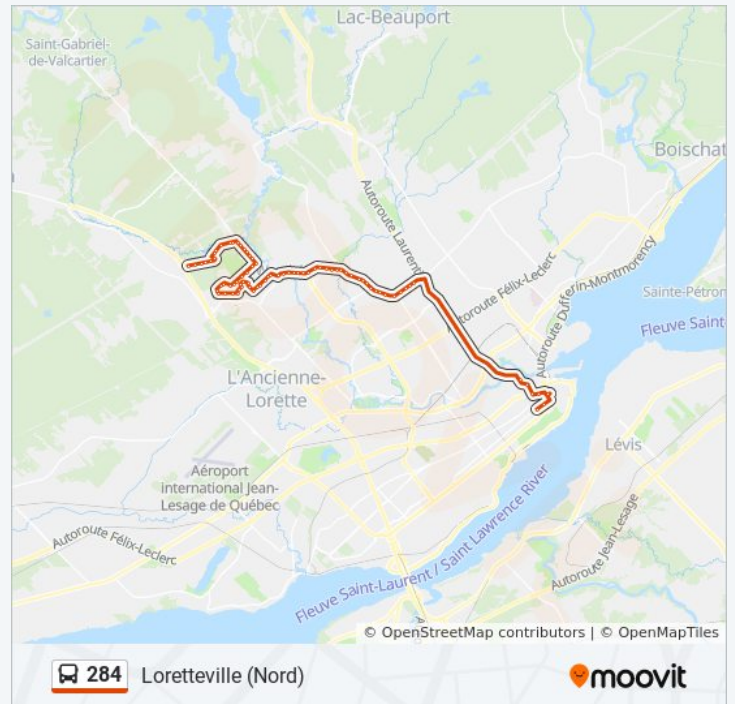 Lac-Beauport
Saint-Gabriel-
de-Valcartier
Boischat
Autoroute Laurenti
Autoroute Félix-Leclerc
Autoroute Dufferin-Montmorency
Sainte-Pétron
Fleuve Saint-
L'Ancienne-
Lorette
Lévis
Aéroport
international Jean-
Lesage de Québec
Autoroute Félix-Leclerc
Fleuve Saint-Laurent / Saint Lawrence River
Autoroute Jean-Lesage
© OpenStreetMap contributors | © OpenMapTiles
284 Loretteville (Nord)
moovit